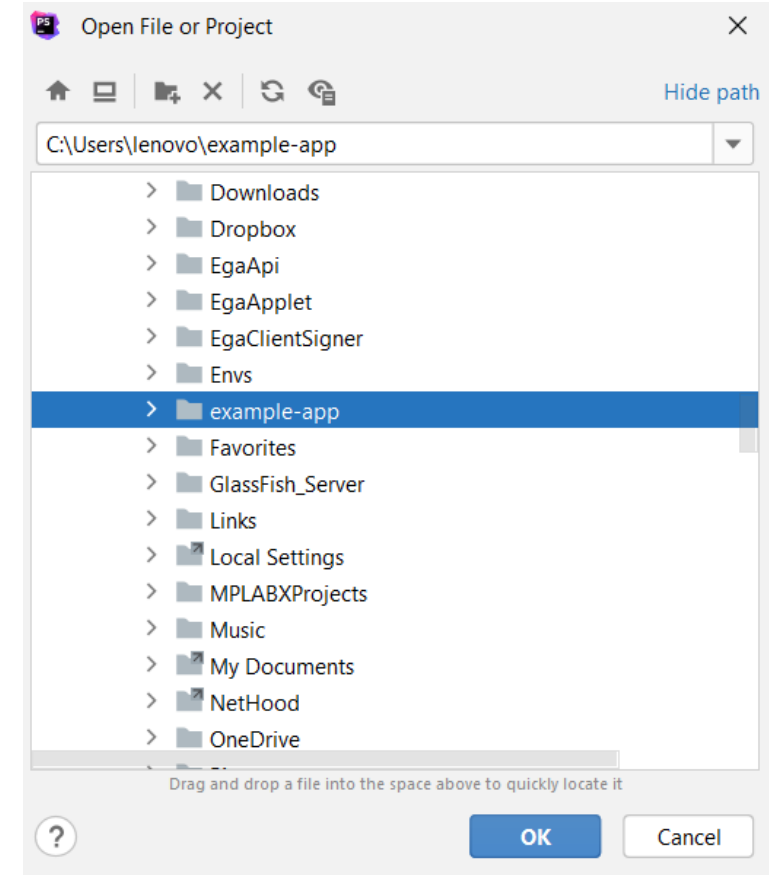 PS
Open File or Project
Hide path
C:\Users\lenovo\example-app
Downloads
Dropbox
EgaApi
EgaApplet
EgaClientSigner
Envs
example-app
Favorites
GlassFish_Server
Links
Local Settings
MPLABXProjects
Music
My Documents
NetHood
OneDrive
Drag and drop a file into the space above to quickly locate it
?
OK
Cancel